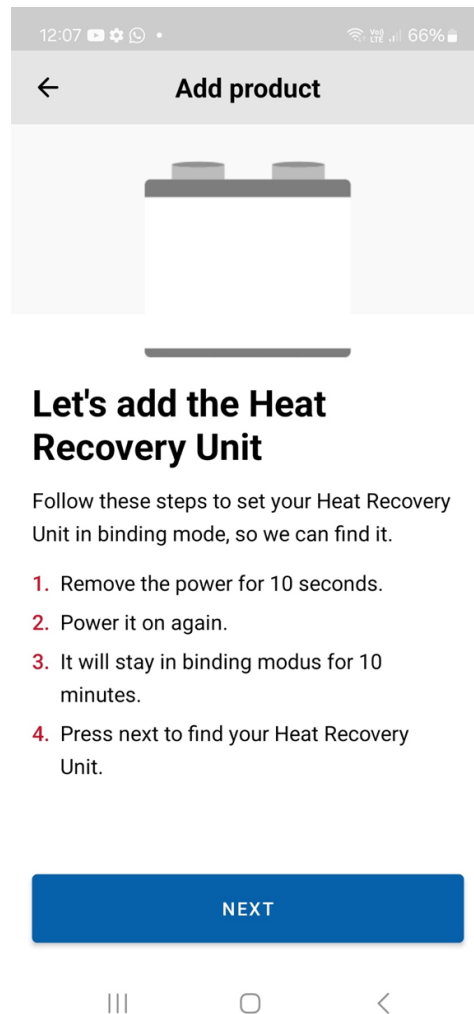 12:07
Vo)) LTE 66%
Add product
Let's add the Heat
Recovery Unit
Follow these steps to set your Heat Recovery
Unit in binding mode, so we can find it.
1. Remove the power for 10 seconds.
2. Power it on again.
3. It will stay in binding modus for 10
minutes.
4. Press next to find your Heat Recovery
Unit.
NEXT